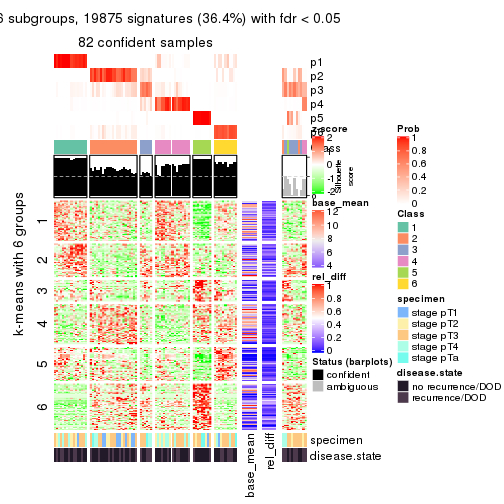 6 subgroups, 19875 signatures (36.4%) with fdr < 0.05
82 confident samples
p1
p2
p3
p4
p5
z-score
2
1
-2
Class
Silhouette
score
base_mean
12
10
8
6
4
rel_diff
1
0.8
0.6
0.4
0.2
0
Status (barplots)
confident
ambiguous
Prob
1
0.8
0.6
0.4
0.2
0
Class
1
2
3
4
5
6
specimen
stage pT1
stage pT2
stage pT3
stage pT4
stage pTa
disease.state
no recurrence/DOD
recurrence/DOD
k-means with 6 groups
1
2
3
4
5
6
specimen
disease.state
base_mean
rel_diff